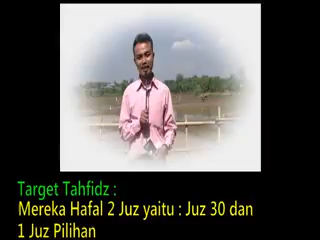 Target Tahfidz :
Mereka Hafal 2 Juz yaitu : Juz 30 dan
1 Juz Pilihan